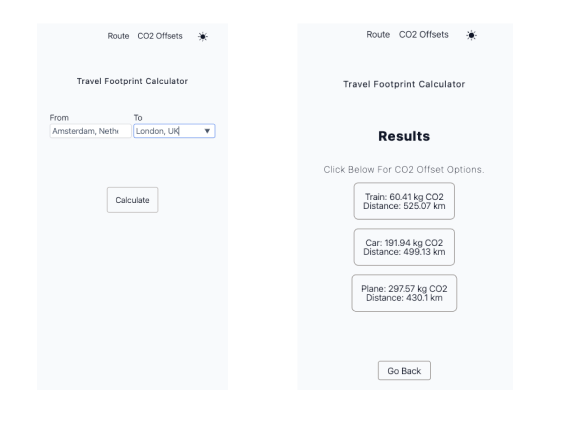 Route CO2 Offsets
Travel Footprint Calculator
From To
Amsterdam, Nethe London, UK
Calculate
Route CO2 Offsets
Travel Footprint Calculator
Results
Click Below For CO2 Offset Options.
Train: 60.41 kg CO2
Distance: 525.07 km
Car: 191.94 kg CO2
Distance: 499.13 km
Plane: 297.57 kg CO2
Distance: 430.1 km
Go Back